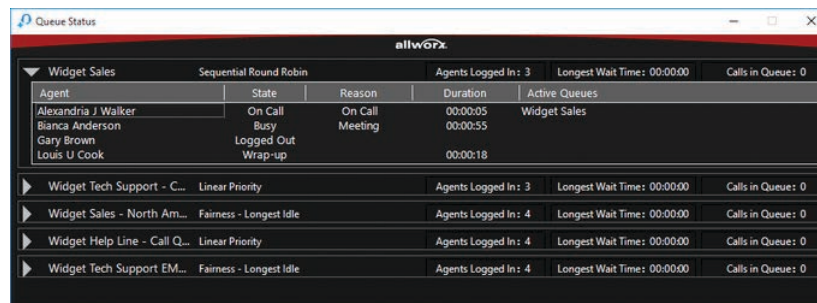 Queue Status
allworx
Widget Sales Sequential Round Robin Agents Logged In: 3 Longest Wait Time: 00:00:00 Calls in Queue: 0
Agent State Reason Duration Active Queues
Alexandria J Walker On Call On Call 00:00:05 Widget Sales
Bianca Anderson Busy Meeting 00:00:55
Gary Brown Logged Out
Louis U Cook Wrap-up 00:00:18
Widget Tech Support - C... Linear Priority Agents Logged In: 3 Longest Wait Time: 00:00:00 Calls in Queue: 0
Widget Sales - North Am... Fairness - Longest Idle Agents Logged In: 4 Longest Wait Time: 00:00:00 Calls in Queue: 0
Widget Help Line - Call Q... Linear Priority Agents Logged In: 4 Longest Wait Time: 00:00:00 Calls in Queue: 0
Widget Tech Support EM... Fairness - Longest Idle Agents Logged In: 4 Longest Wait Time: 00:00:00 Calls in Queue: 0